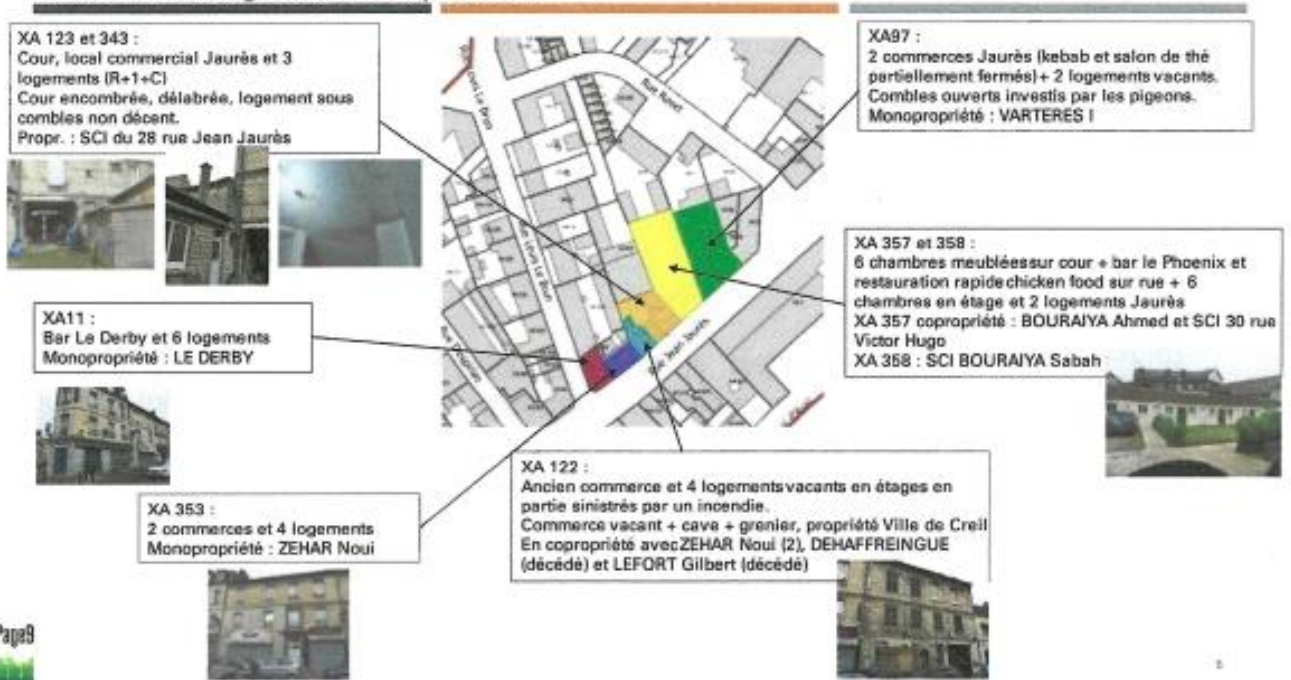 XA 123 et 343 :
Cour, local commercial Jaurès et 3
logements (R+1+C)
Cour encombrée, délabrée, logement sous
combles non décent.
Propr. : SCI du 28 rue Jean Jaurès
XA97 :
2 commerces Jaurès (kebab et salon de thé
partiellement fermés)+ 2 logements vacants.
Combles ouverts investis par les pigeons.
Monopropriété : VARTERES I
XA 357 et 358 :
6 chambres meubléessur cour + bar le Phoenix et
restauration rapide chicken food sur rue + 6
chambres en étage et 2 logements Jaurès
XA 357 copropriété : BOURAIYA Ahmed et SCI 30 rue
Victor Hugo
XA 358 : SCI BOURAIYA Sabah
XA11 :
Bar Le Derby et 6 logements
Monopropriété : LE DERBY
XA 122 :
Ancien commerce et 4 logements vacants en étages en
partie sinistrés par un incendie.
Commerce vacant + cave + grenier, propriété Ville de Creil
En copropriété avec ZEHAR Noui (2), DEHAFFREINGUE
(décédé) et LEFORT Gilbert (décédé)
XA 353 :
2 commerces et 4 logements
Monopropriété : ZEHAR Noui
Rue Jean Jaurès
Page9